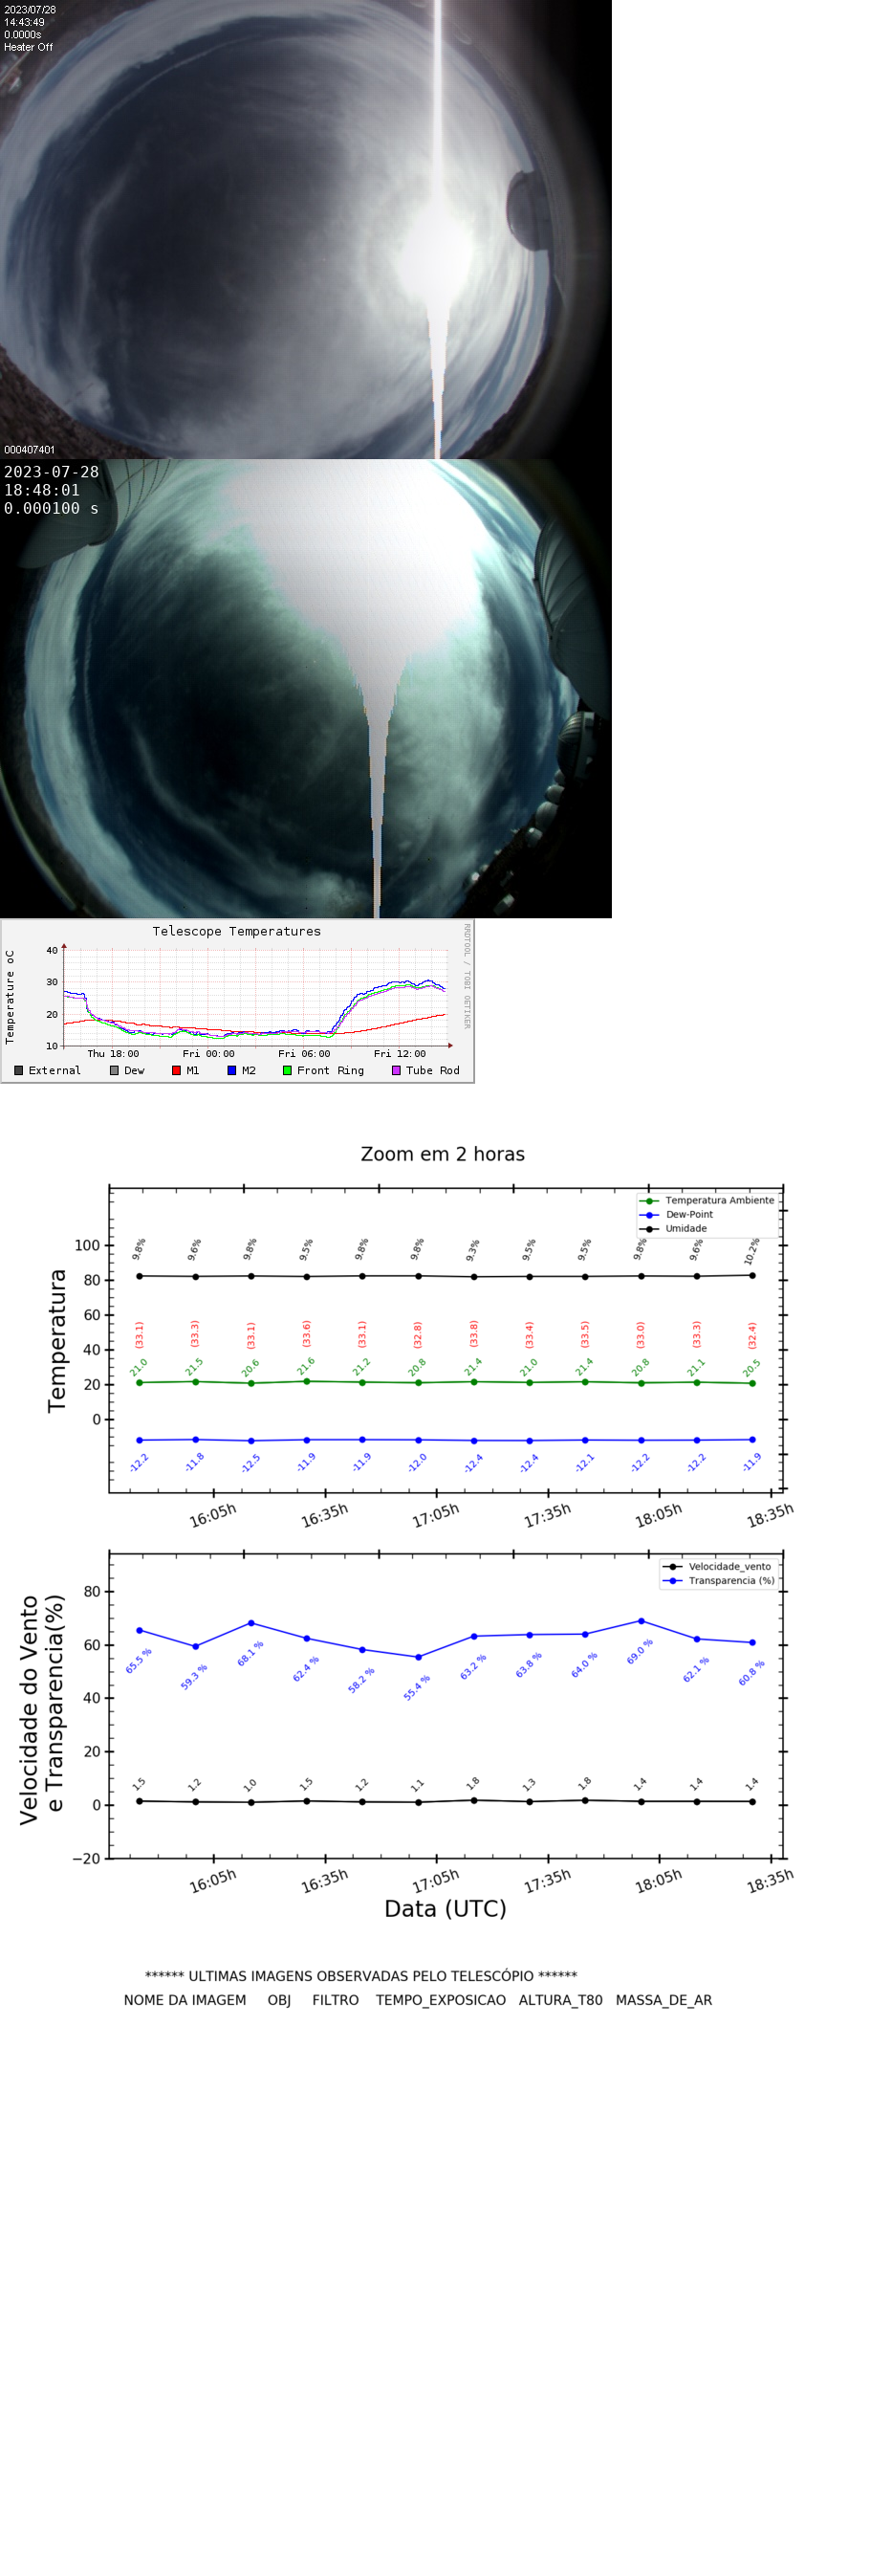 2023/07/28
14:43:49
0.0000s
Heater Off
000407401
2023-07-28
18:48:01
0.000100 s
Telescope Temperatures
RRDTOOL / TOBI OETIKER
Temperature oC
40
30
20
10
Thu 18:00 Fri 00:00 Fri 06:00 Fri 12:00
External Dew M1 M2 Front Ring Tube Rod
Zoom em 2 horas
Temperatura Ambiente
Dew-Point
Umidade
Temperatura
100
80
60
40
20
0
9.8% 9.6% 9.8% 9.5% 9.8% 9.8% 9.3% 9.5% 9.5% 9.8% 9.6% 10.2%
(33.1) (33.3) (33.1) (33.6) (33.1) (32.8) (33.8) (33.4) (33.5) (33.0) (33.3) (32.4)
21.0 21.5 20.6 21.6 21.2 20.8 21.4 21.0 21.4 20.8 21.1 20.5
-12.2 -11.8 -12.5 -11.9 -11.9 -12.0 -12.4 -12.4 -12.1 -12.2 -12.2 -11.9
16:05h 16:35h 17:05h 17:35h 18:05h 18:35h
Velocidade_vento
Transparencia (%)
Velocidade do Vento
e Transparencia(%)
80
60
40
20
0
−20
65.5 % 59.3 % 68.1 % 62.4 % 58.2 % 55.4 % 63.2 % 63.8 % 64.0 % 69.0 % 62.1 % 60.8 %
1.5 1.2 1.0 1.5 1.2 1.1 1.8 1.3 1.8 1.4 1.4 1.4
16:05h 16:35h 17:05h 17:35h 18:05h 18:35h
Data (UTC)
****** ULTIMAS IMAGENS OBSERVADAS PELO TELESCÓPIO ******
NOME DA IMAGEM OBJ FILTRO TEMPO_EXPOSICAO ALTURA_T80 MASSA_DE_AR